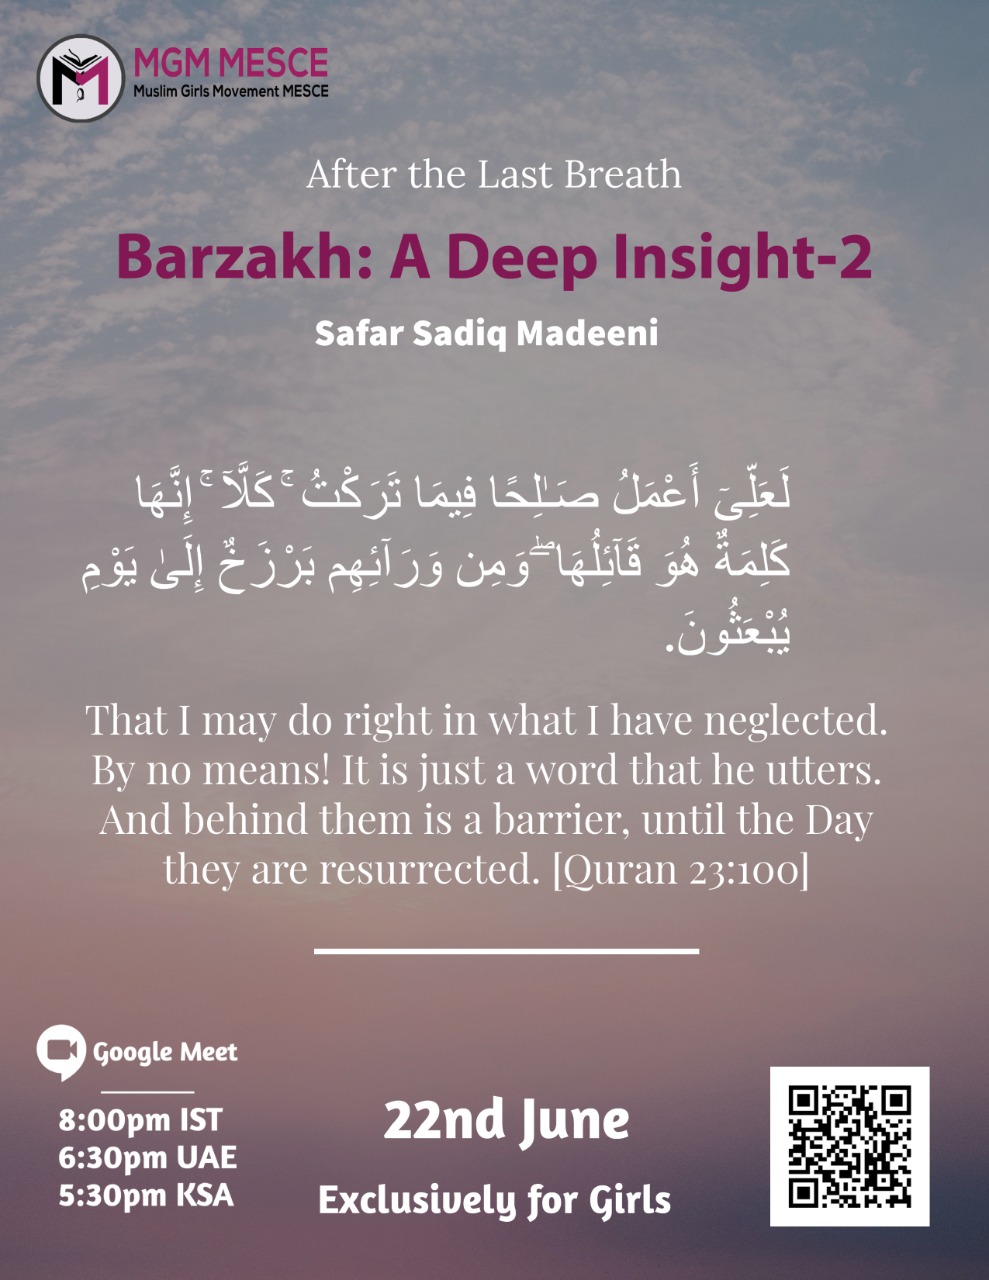 MGM MESCE
Muslim Girls Movement MESCE
After the Last Breath
Barzakh: A Deep Insight-2
Safar Sadiq Madeeni
لَعَلِّىٓ أَعْمَلُ صَـٰلِحًا فِيمَا تَرَكْتُ ۚ كَلَّآ ۚ إِنَّهَا
كَلِمَةٌ هُوَ قَآئِلُهَا ۖ وَمِن وَرَآئِهِم بَرْزَخٌ إِلَىٰ يَوْمِ
يُبْعَثُونَ.
That I may do right in what I have neglected.
By no means! It is just a word that he utters.
And behind them is a barrier, until the Day
they are resurrected. [Quran 23:100]
Google Meet
8:00pm IST
6:30pm UAE
5:30pm KSA
22nd June
Exclusively for Girls